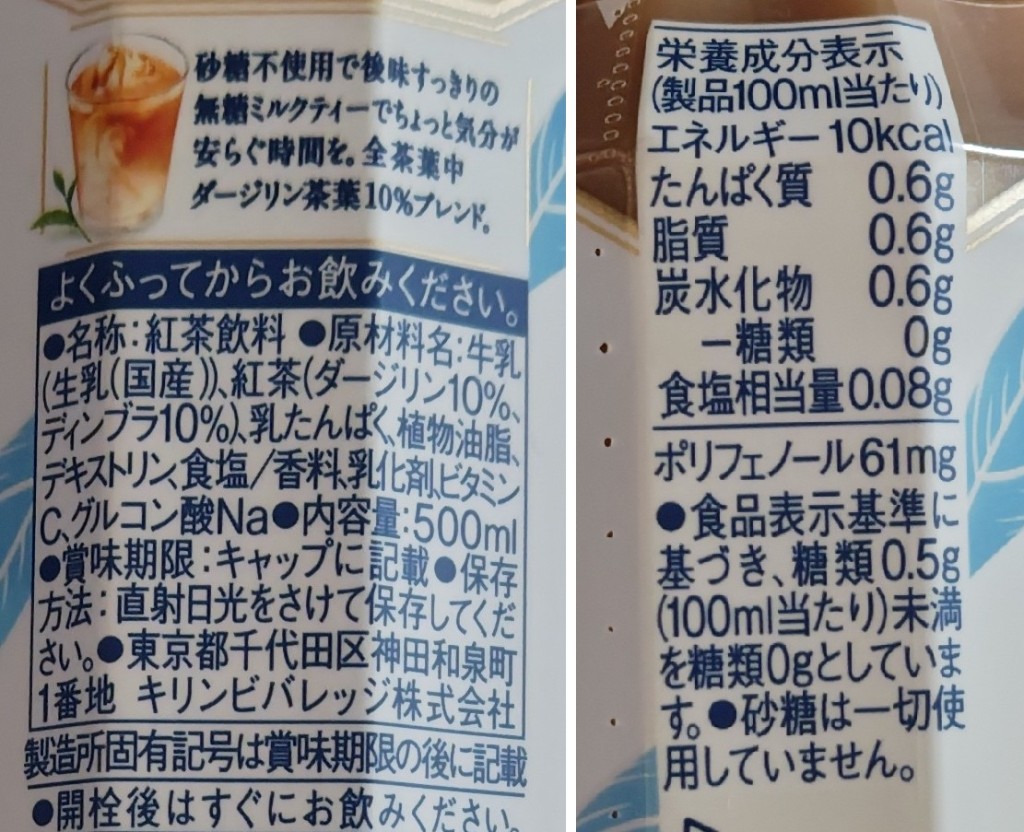 砂糖不使用で後味すっきりの
無糖ミルクティーでちょっと気分が
安らぐ時間を。全茶葉中
ダージリン茶葉10%ブレンド。
よくふってからお飲みください。
●名称:紅茶飲料 ●原材料名:牛乳
(生乳(国産))、紅茶(ダージリン10%、
ディンブラ10%)、乳たんぱく、植物油脂、
デキストリン、食塩/香料、乳化剤、ビタミン
C、グルコン酸Na●内容量:500ml
●賞味期限:キャップに記載●保存
方法:直射日光をさけて保存してくだ
さい。●東京都千代田区神田和泉町
1番地 キリンビバレッジ株式会社
製造所固有記号は賞味期限の後に記載
●開栓後はすぐにお飲みください。
栄養成分表示
(製品100ml当たり)
エネルギー 10kcal
たんぱく質 0.6g
脂質 0.6g
炭水化物 0.6g
ー糖類 0g
食塩相当量0.08g
ポリフェノール61mg
●食品表示基準に
基づき、糖類0.5g
(100ml当たり)未満
を糖類0gとしていま
す。●砂糖は一切使
用していません。